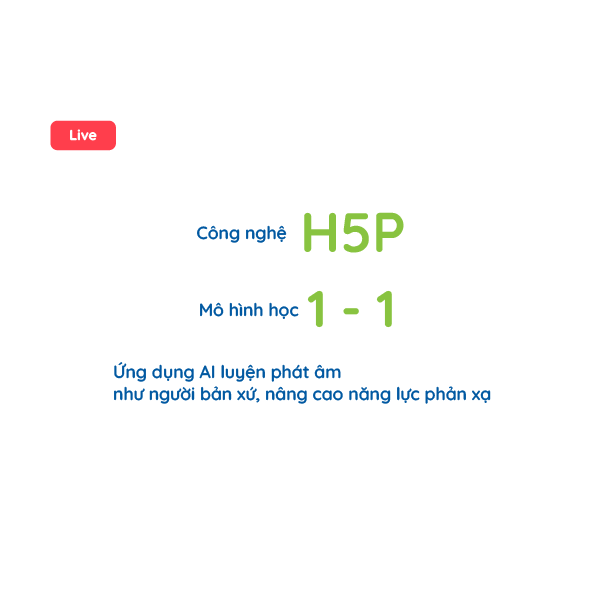 Live
Công nghệ H5P
Mô hình học 1 - 1
Ứng dụng AI luyện phát âm
như người bản xứ, nâng cao năng lực phản xạ